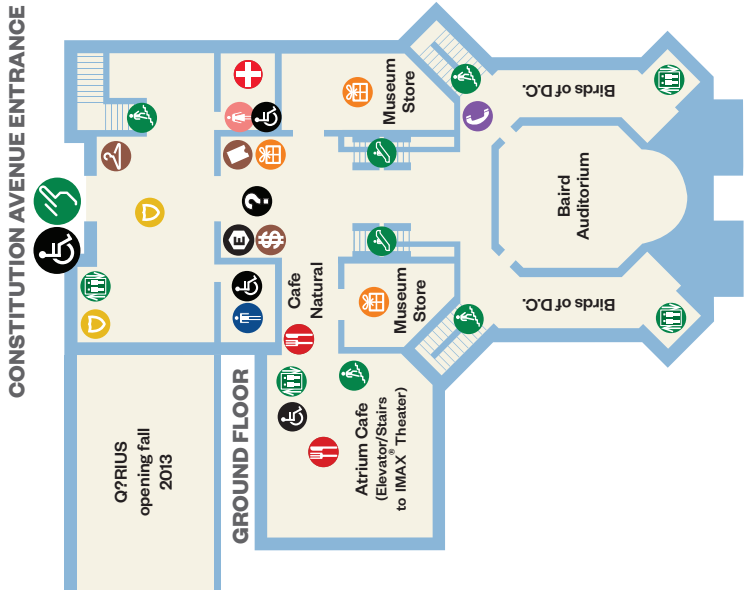 CONSTITUTION AVENUE ENTRANCE
GROUND FLOOR
Q?RIUS
opening fall
2013
Cafe
Natural
Atrium Cafe
(Elevator/Stairs
to IMAX® Theater)
Museum
Store
Museum
Store
Birds of D.C.
Baird
Auditorium
Birds of D.C.
?
E
$$